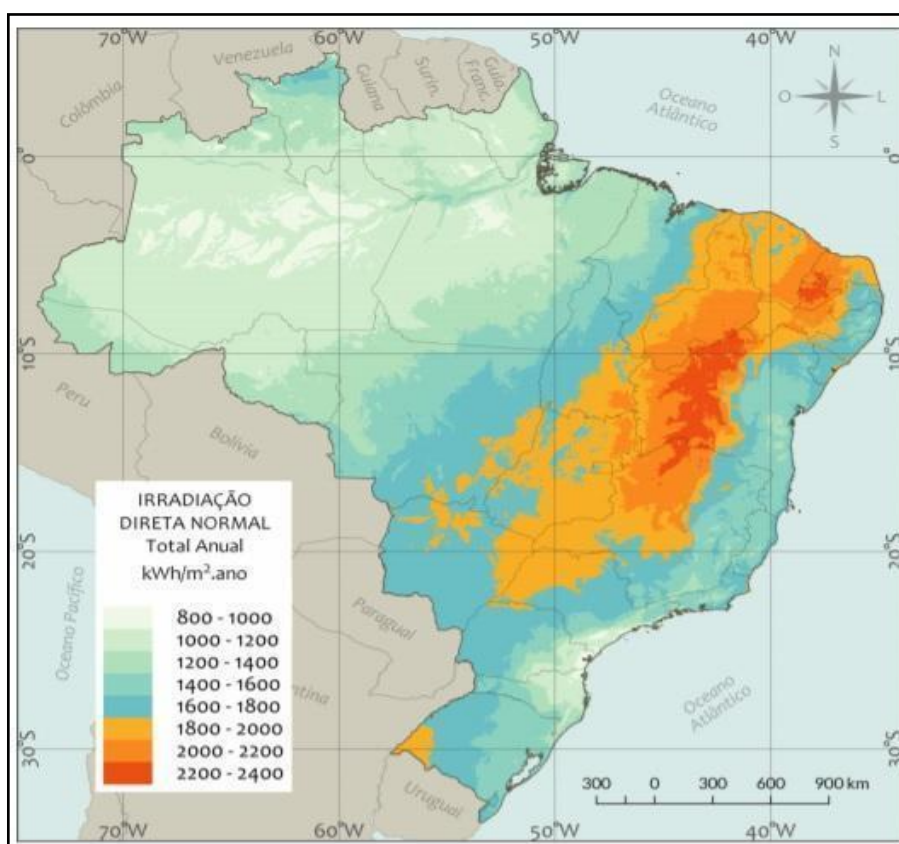 70°W 60°W 50°W 40°W
Venezuela
Colômbia
Guiana
Surin.
Guia.
Franc.
Oceano
Atlântico
N
O L
S
0° 0°
10°S 10°S
Peru
Bolívia
IRRADIAÇÃO
DIRETA NORMAL
Total Anual
kWh/m².ano
800 - 1000
1000 - 1200
1200 - 1400
1400 - 1600
1600 - 1800
1800 - 2000
2000 - 2200
2200 - 2400
20°S 20°S
Oceano Pacífico
Paraguai
ntina
Oceano
Atlântico
30°S 30°S
Uruguai
300 0 300 600 900 km
70°W 60°W 50°W 40°W